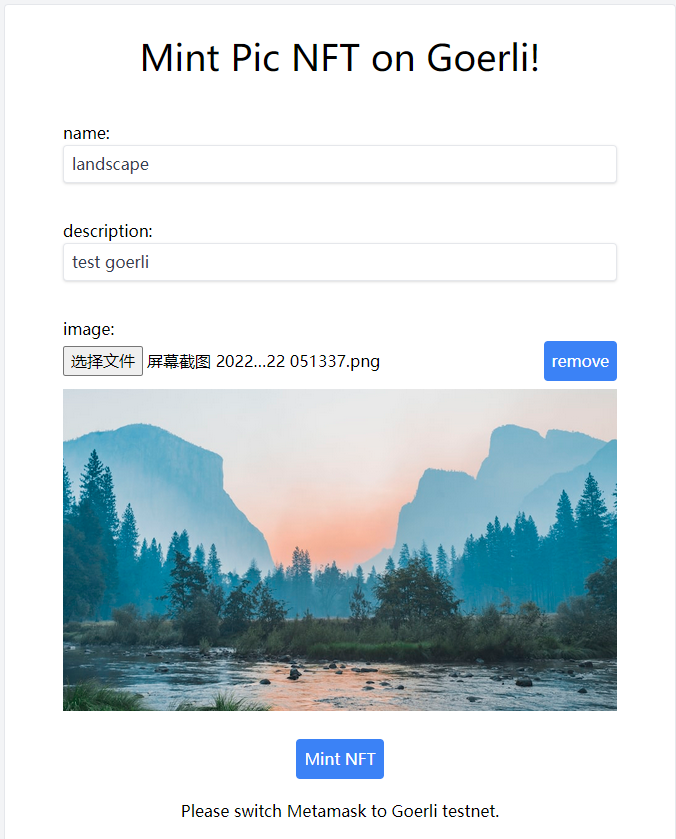 Mint Pic NFT on Goerli!
name:
landscape
description:
test goerli
image:
选择文件 屏幕截图 2022...22 051337.png remove
Mint NFT
Please switch Metamask to Goerli testnet.